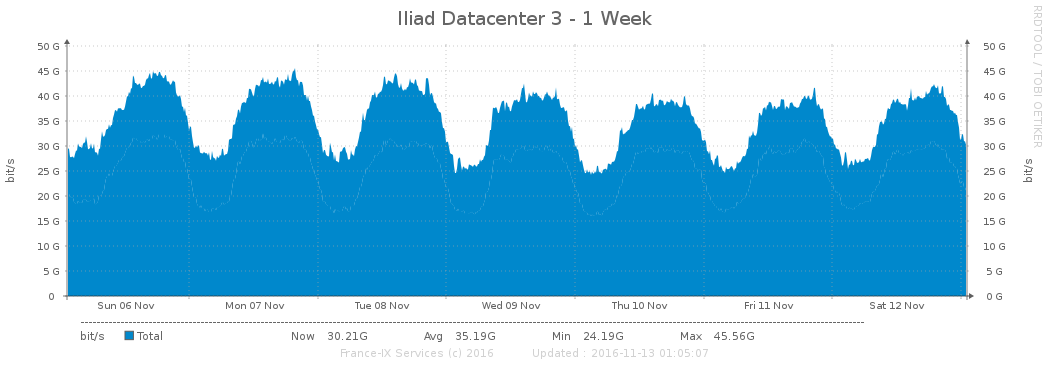 Iliad Datacenter 3 - 1 Week
RRDTOOL / TOBI OETIKER
50 G 50 G
45 G 45 G
40 G 40 G
35 G 35 G
30 G 30 G
25 G 25 G
20 G 20 G
15 G 15 G
10 G 10 G
5 G 5 G
0 0 G
bit/s bit/s
Sun 06 Nov Mon 07 Nov Tue 08 Nov Wed 09 Nov Thu 10 Nov Fri 11 Nov Sat 12 Nov
bit/s Total Now 30.21G Avg 35.19G Min 24.19G Max 45.56G
France-IX Services (c) 2016 Updated : 2016-11-13 01:05:07